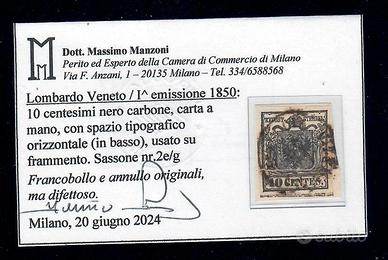 Dott. Massimo Manzoni
Perito ed Esperto della Camera di Commercio di Milano
Via F. Anzani, 1 – 20135 Milano – Tel. 334/6588568
Lombardo Veneto / I^ emissione 1850:
10 centesimi nero carbone, carta a
mano, con spazio tipografico
orizzontale (in basso), usato su
frammento. Sassone nr.2e/g
Francobollo e annullo originali,
ma difettoso.
Milano, 20 giugno 2024
10 CENTES.
subito